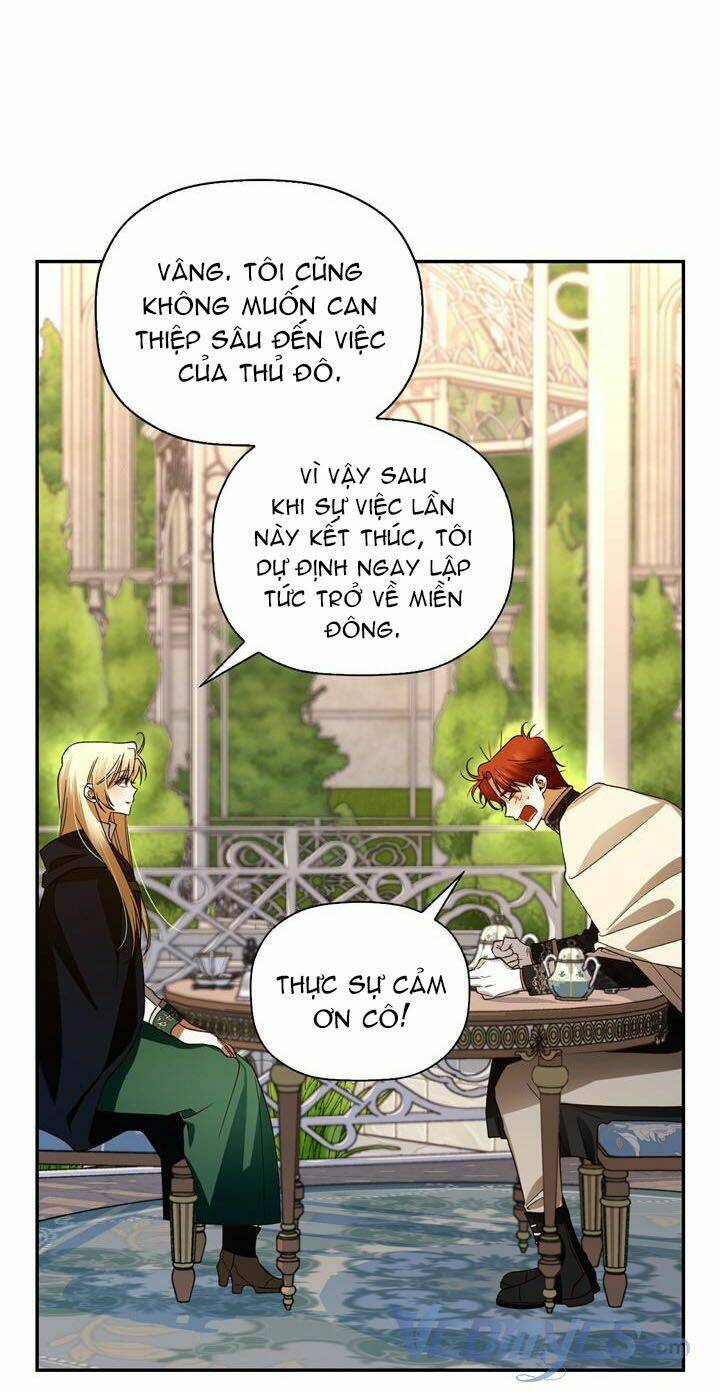 VÂNG. TÔI CŨNG
KHÔNG MUỐN CAN
THIỆP SÂU ĐẾN VIỆC
CỦA THỦ ĐÔ.
VÌ VẬY SAU
KHI SỰ VIỆC LẦN
NÀY KẾT THÚC, TÔI
DỰ ĐỊNH NGAY LẬP
TỨC TRỞ VỀ MIỀN
ĐÔNG.
THỰC SỰ CẢM
ƠN CÔ!